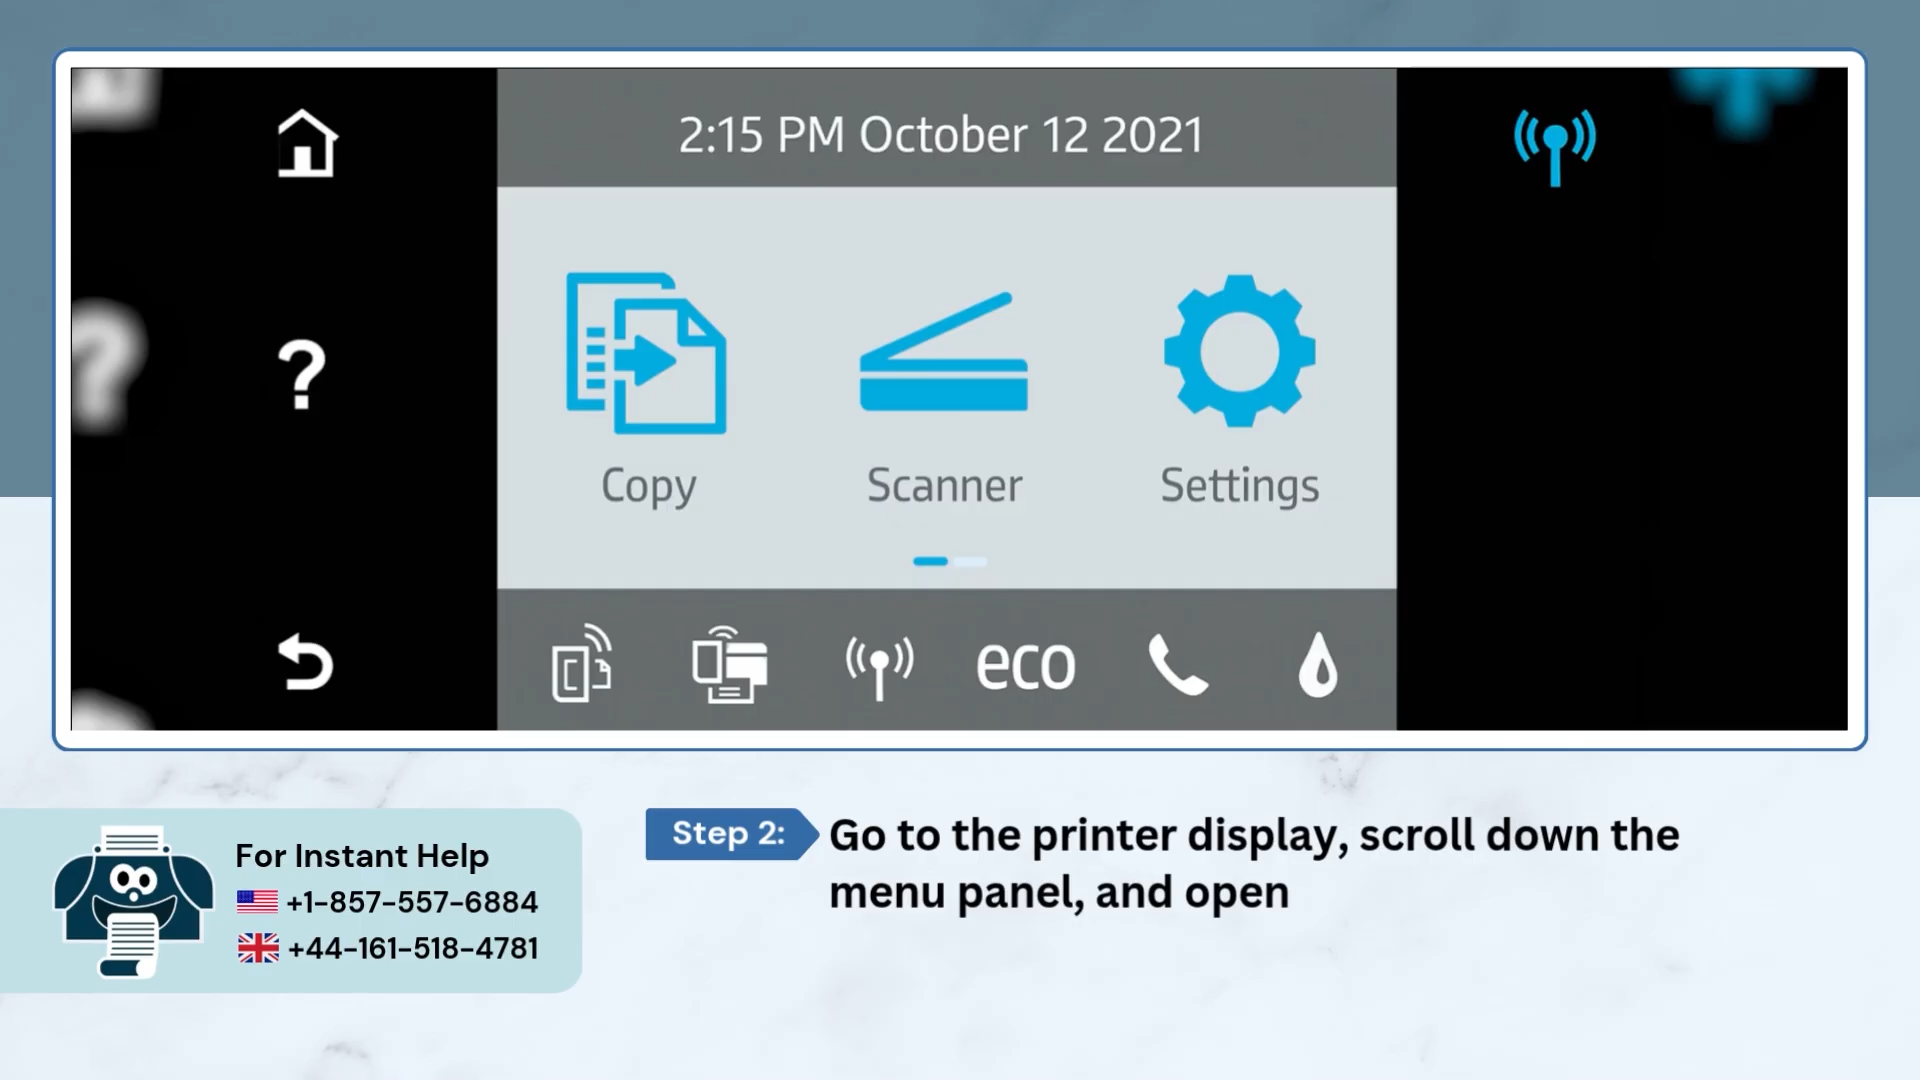 2:15 PM October 12 2021
?
?
Copy
Scanner
Settings
eco
For Instant Help
+1-857-557-6884
+44-161-518-4781
Step 2:
Go to the printer display, scroll down the
menu panel, and open